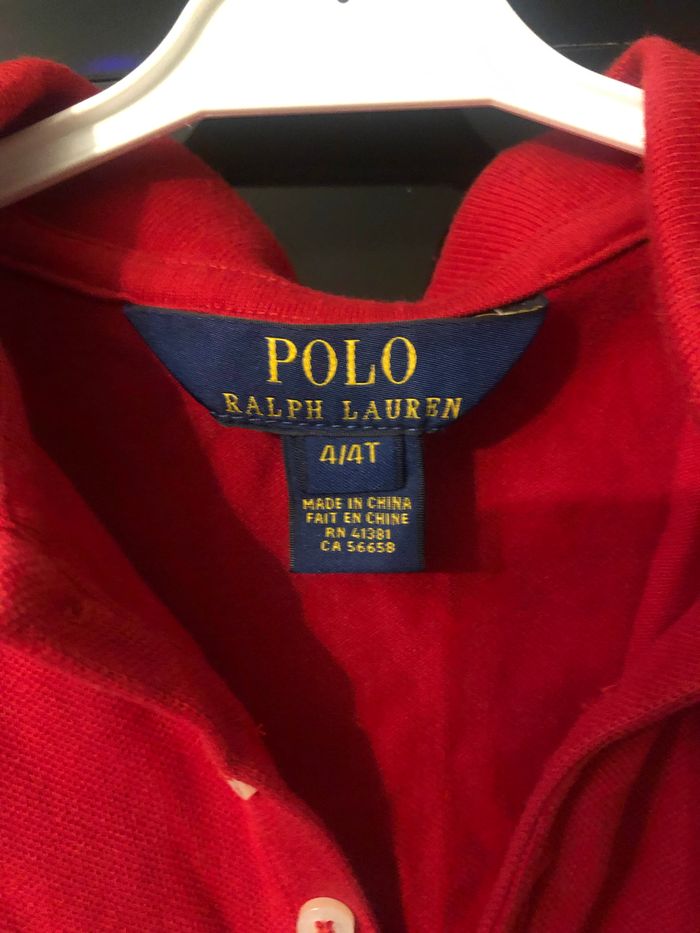 POLO
RALPH LAUREN
4/4T
MADE IN CHINA
FAIT EN CHINE
RN 41381
CA 56658